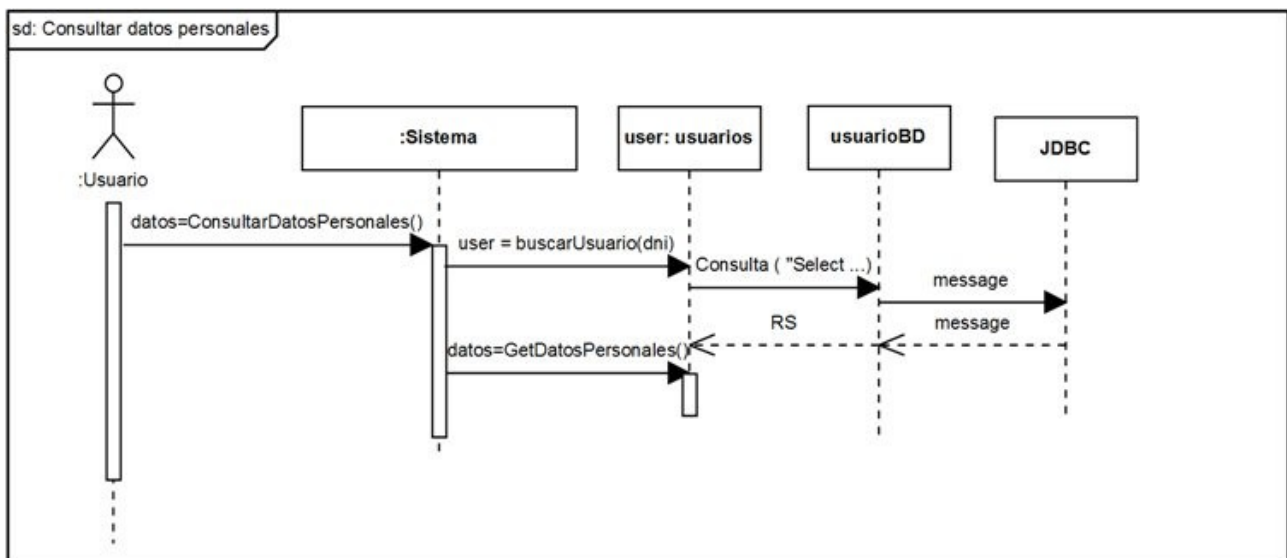 sd: Consultar datos personales
:Sistema
user: usuarios
usuarioBD
JDBC
:Usuario
datos=ConsultarDatosPersonales()
user = buscarUsuario(dni)
Consulta ( "Select ...)
message
RS
message
datos=GetDatosPersonales()